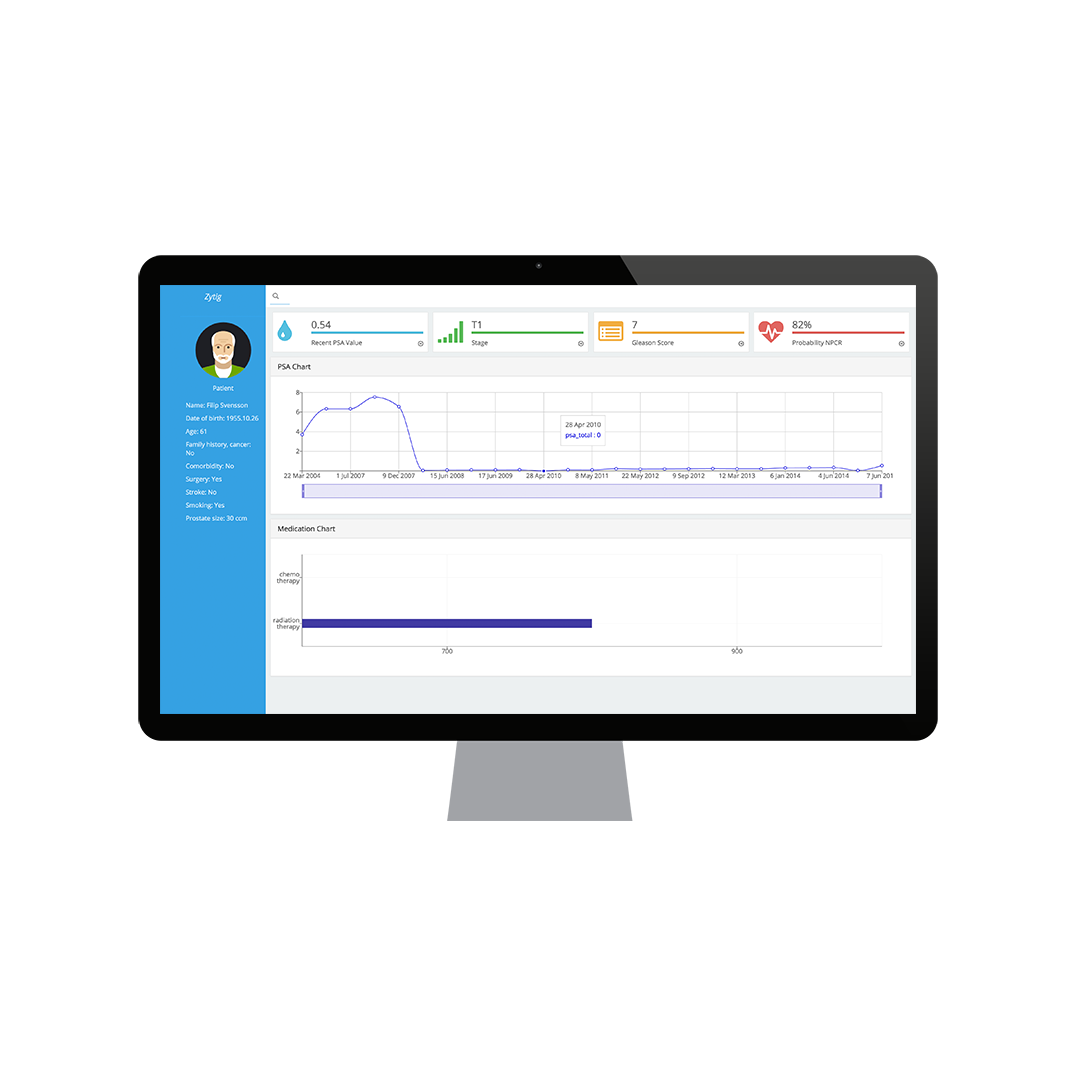 Zytig
Patient
Name: Filip Svensson
Date of birth: 1955.10.26
Age: 61
Family history, cancer:
No
Comorbidity: No
Surgery: Yes
Stroke: No
Smoking: Yes
Prostate size: 30 ccm
0.54
Recent PSA Value
T1
Stage
7
Gleason Score
82%
Probability NPCR
PSA Chart
8
6
4
2
28 Apr 2010
psa_total : 0
22 Mar 2004 1 Jul 2007 9 Dec 2007 15 Jun 2008 17 Jun 2009 28 Apr 2010 8 May 2011 22 May 2012 9 Sep 2012 12 Mar 2013 6 Jan 2014 4 Jun 2014 7 Jun 201
Medication Chart
chemo
therapy
radiation
therapy
700 900